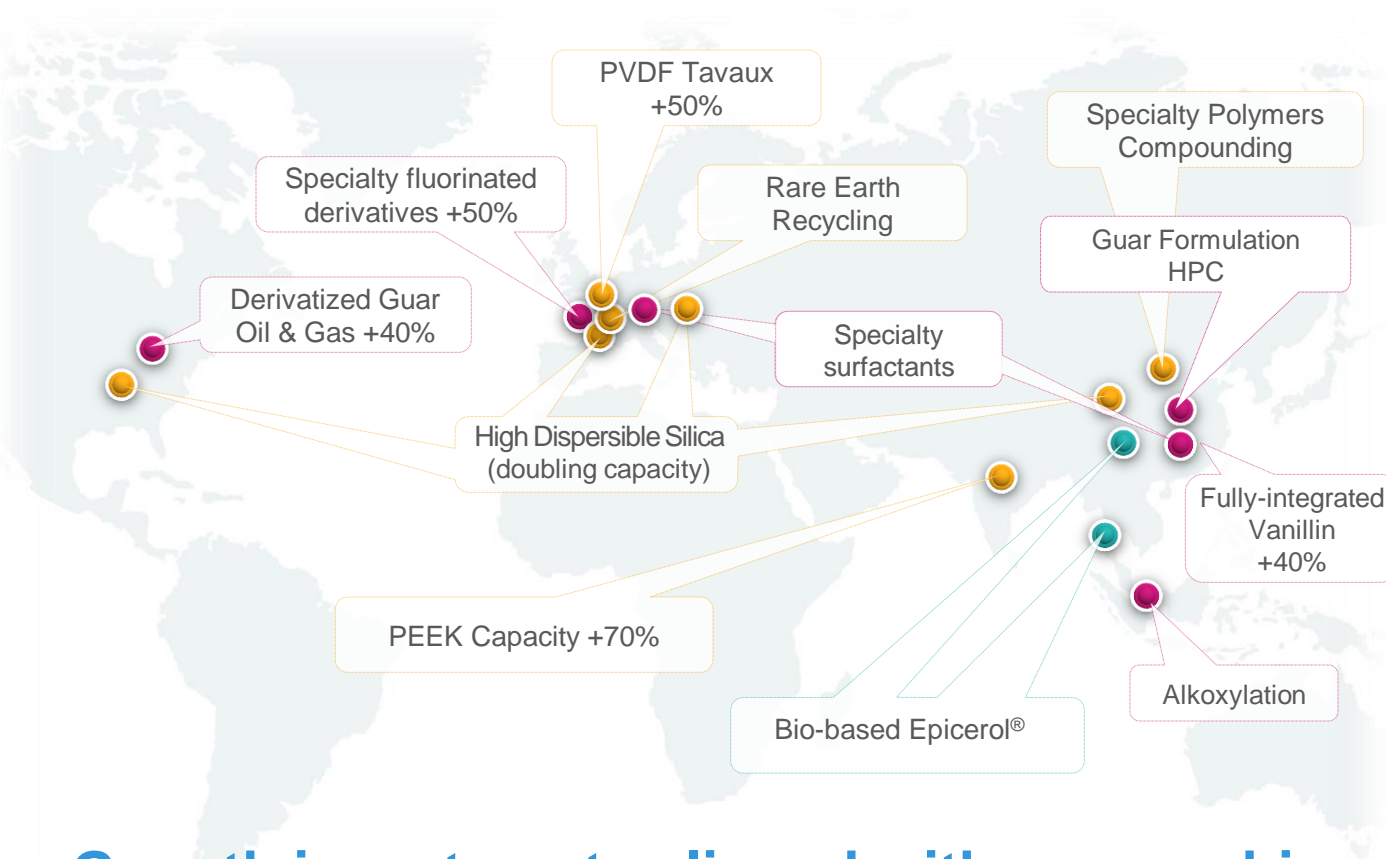 PVDF Tavaux
+50%
Specialty Polymers
Compounding
Specialty fluorinated
derivatives +50%
Rare Earth
Recycling
Guar Formulation
HPC
Derivatized Guar
Oil & Gas +40%
Specialty
surfactants
High Dispersible Silica
(doubling capacity)
Fully-integrated
Vanillin
+40%
PEEK Capacity +70%
Alkoxylation
Bio-based Epicerol®